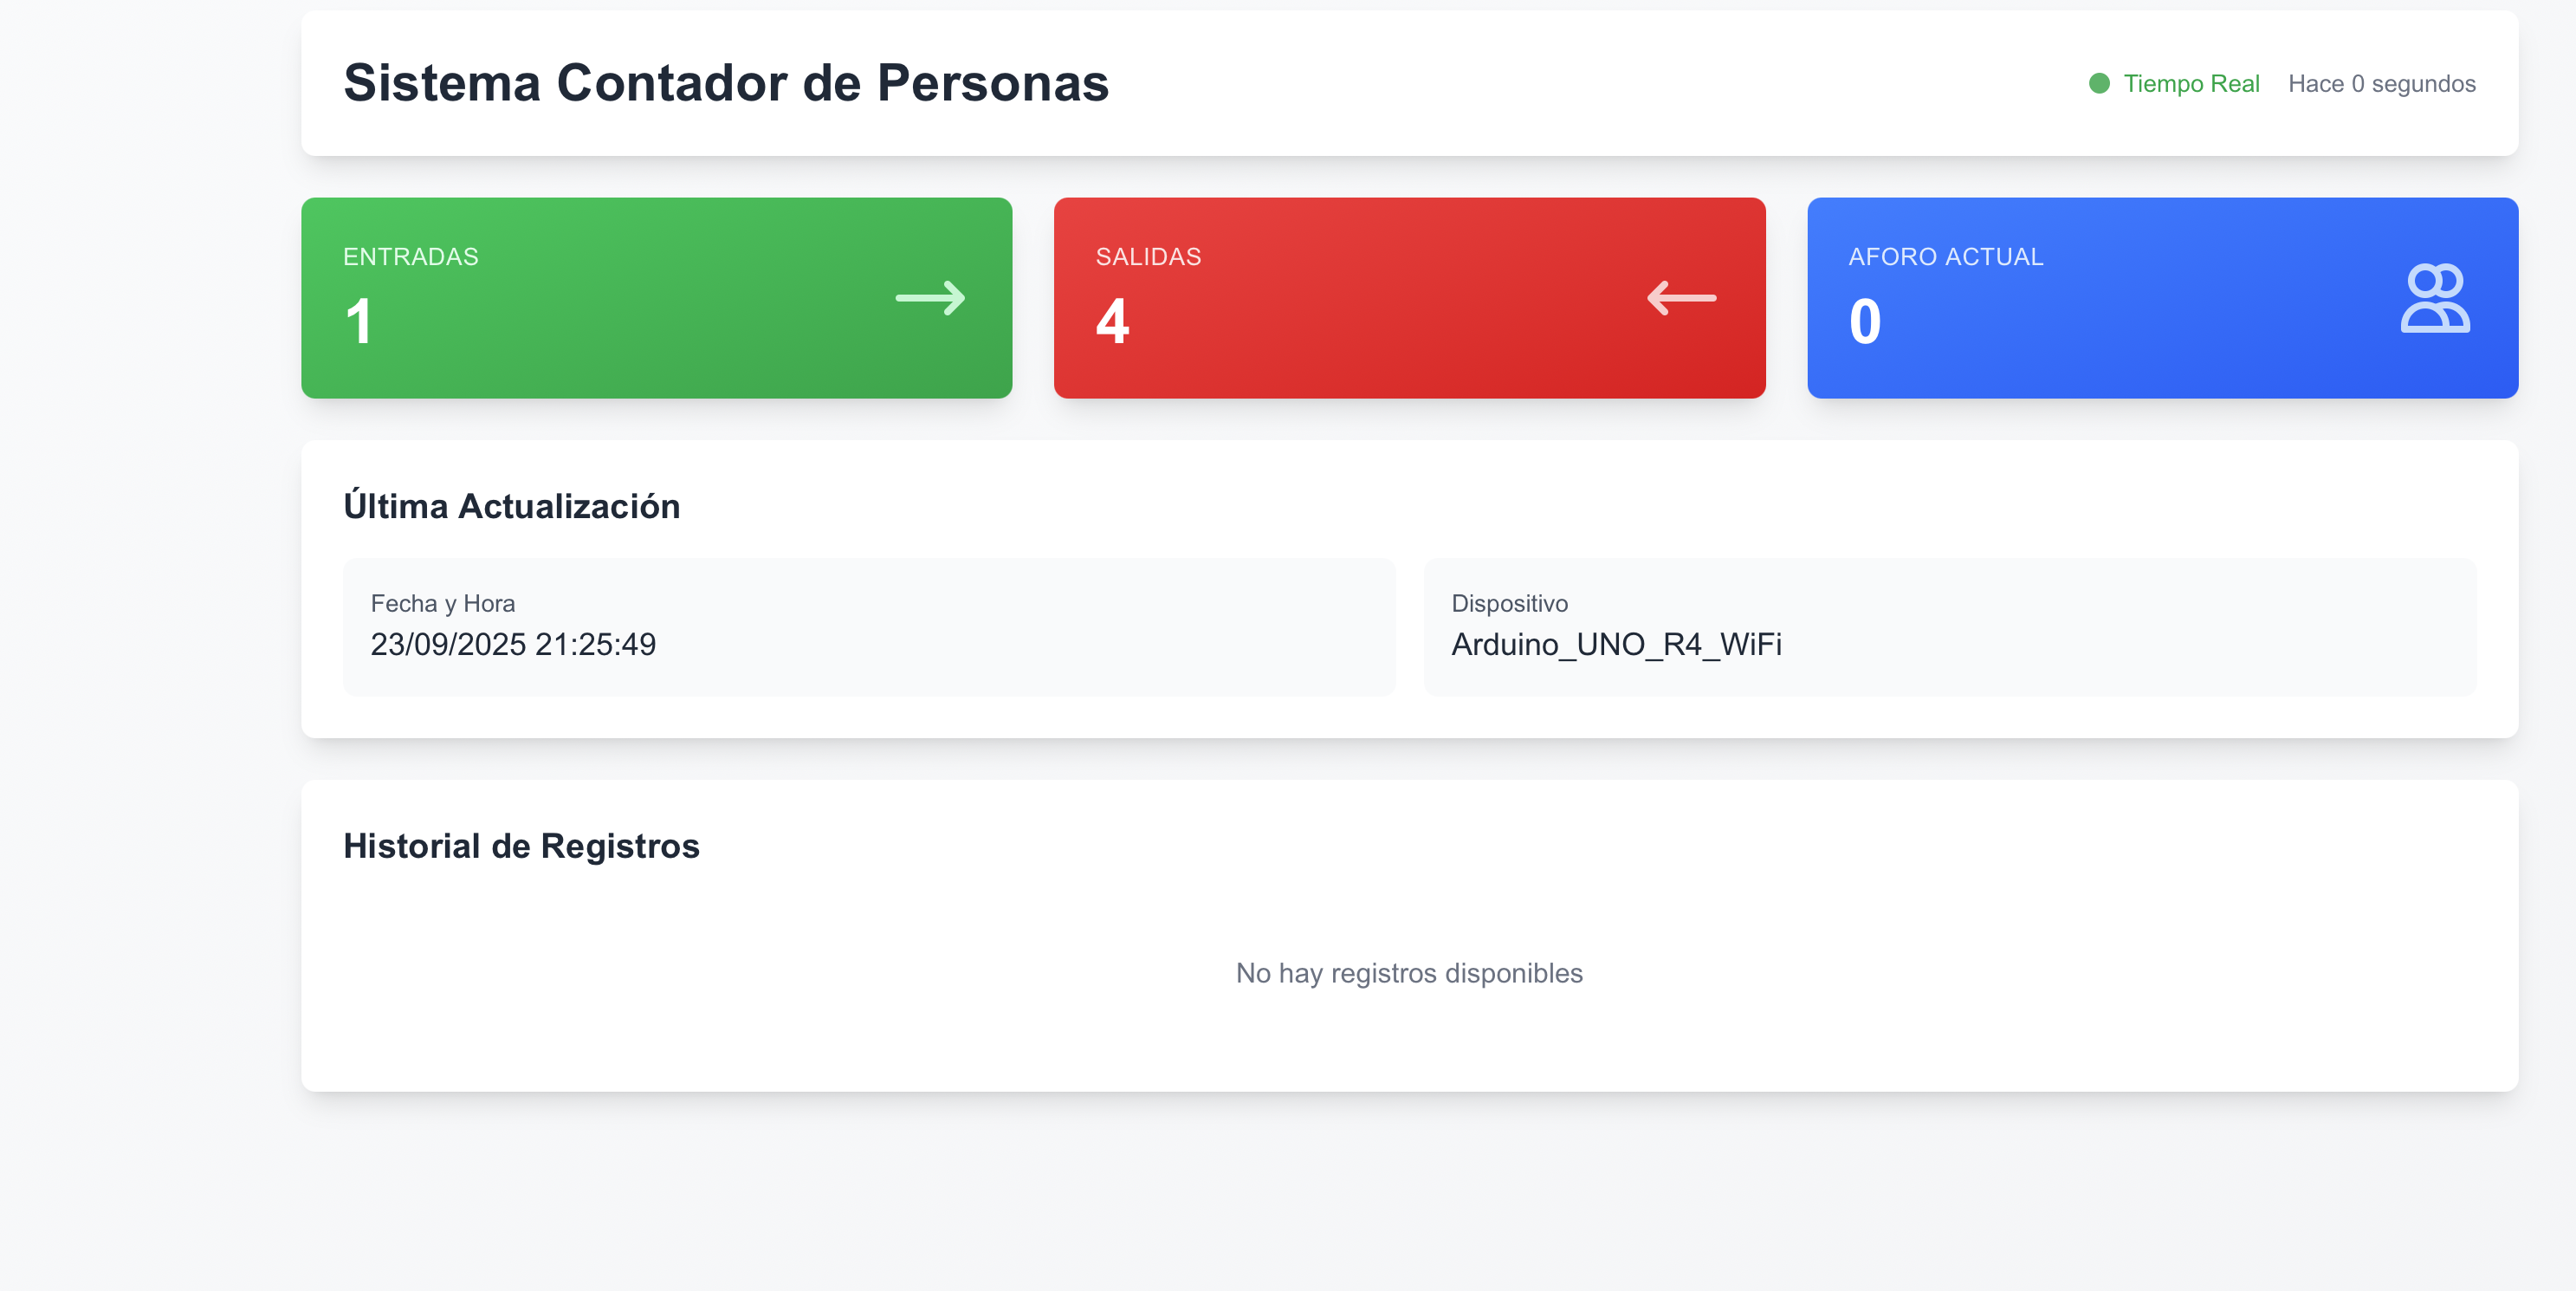 Sistema Contador de Personas
Tiempo Real Hace 0 segundos
ENTRADAS
1
SALIDAS
4
AFORO ACTUAL
0
Última Actualización
Fecha y Hora
23/09/2025 21:25:49
Dispositivo
Arduino_UNO_R4_WiFi
Historial de Registros
No hay registros disponibles